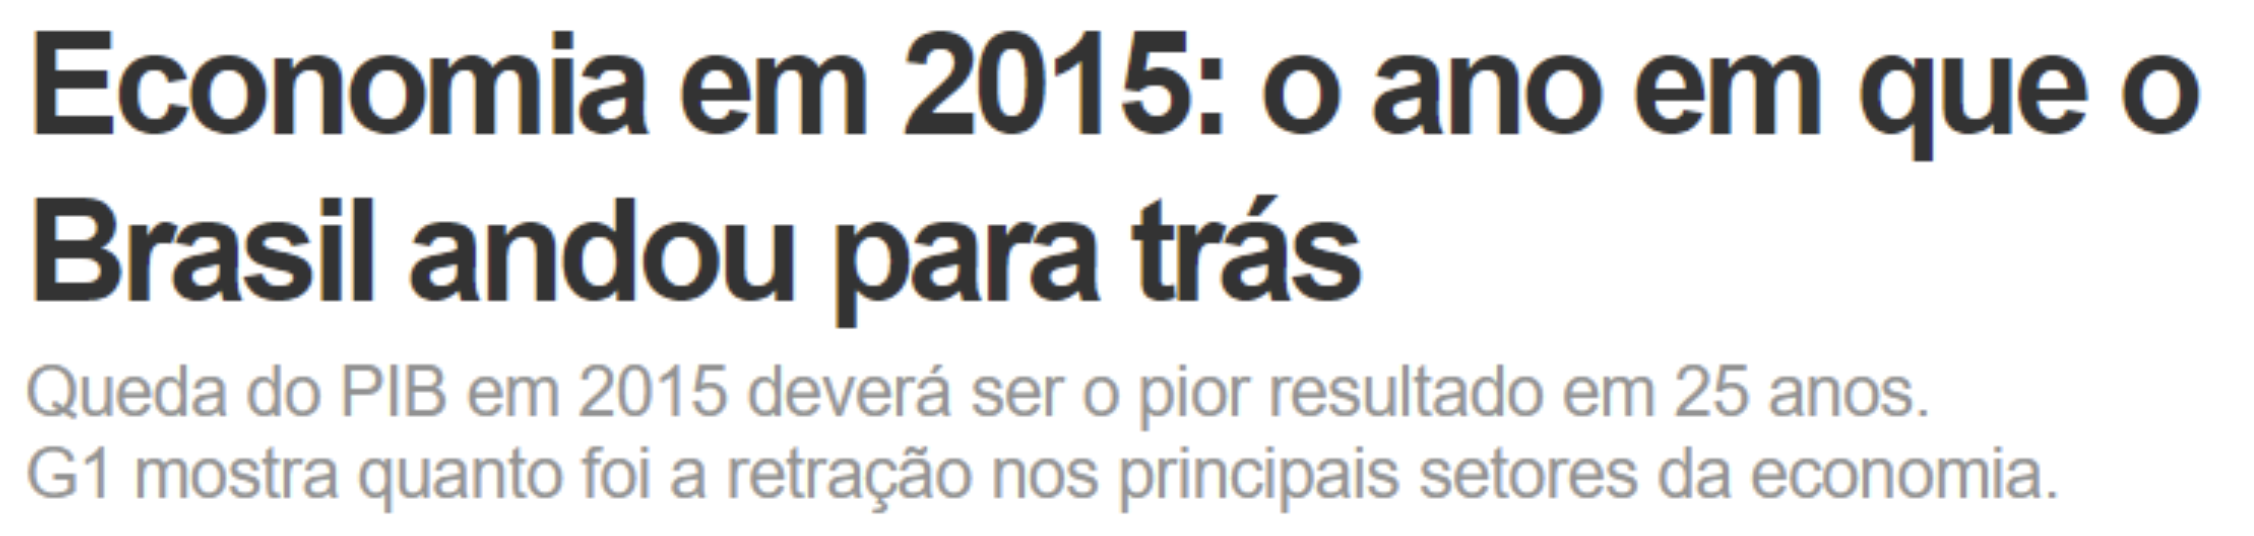 Economia em 2015: o ano em que o
Brasil andou para trás
Queda do PIB em 2015 deverá ser o pior resultado em 25 anos.
G1 mostra quanto foi a retração nos principais setores da economia.